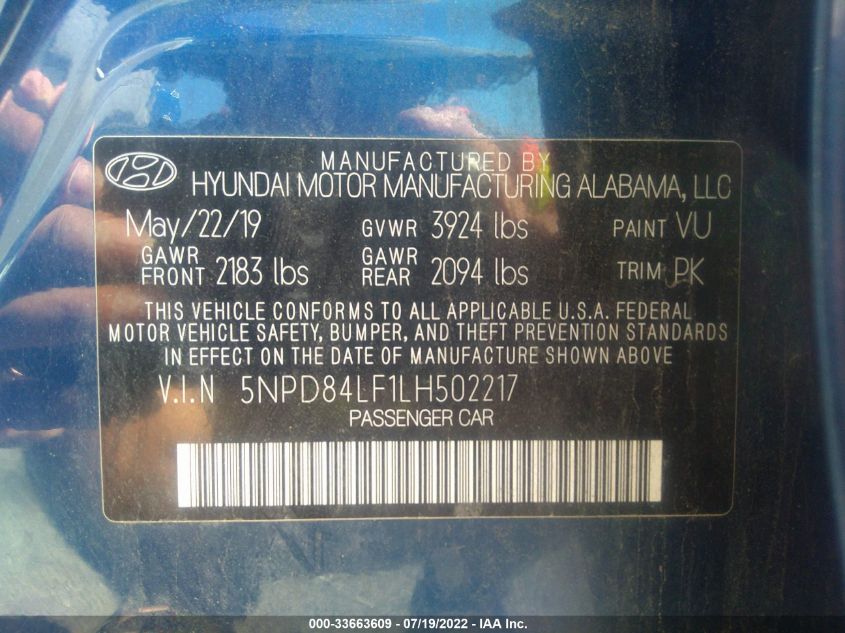 MANUFACTURED BY
HYUNDAI MOTOR MANUFACTURING ALABAMA, LLC
May/22/19 GVWR 3924 lbs PAINT VU
GAWR FRONT 2183 lbs GAWR REAR 2094 lbs TRIM PK
THIS VEHICLE CONFORMS TO ALL APPLICABLE U.S.A. FEDERAL
MOTOR VEHICLE SAFETY, BUMPER, AND THEFT PREVENTION STANDARDS
IN EFFECT ON THE DATE OF MANUFACTURE SHOWN ABOVE
V.I.N 5NPD84LF1LH502217
PASSENGER CAR
000-33663609 - 07/19/2022 - IAA Inc.